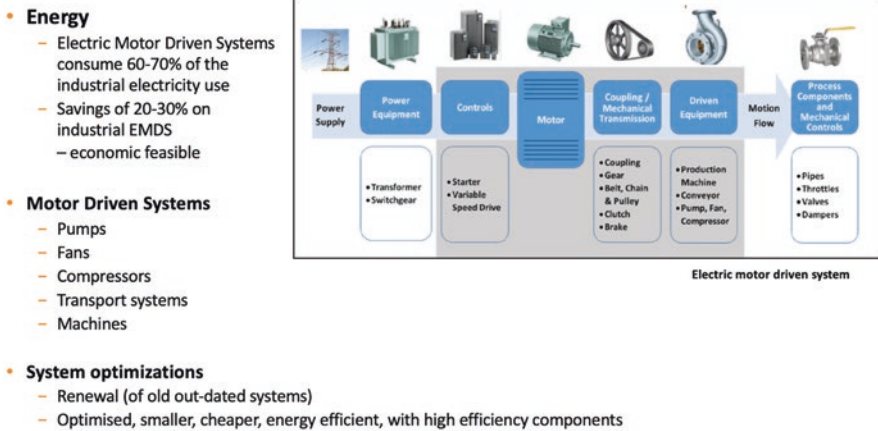 • Energy
– Electric Motor Driven Systems
consume 60-70% of the
industrial electricity use
– Savings of 20-30% on
industrial EMDS
– economic feasible
• Motor Driven Systems
– Pumps
– Fans
– Compressors
– Transport systems
– Machines
• System optimizations
– Renewal (of old out-dated systems)
– Optimised, smaller, cheaper, energy efficient, with high efficiency components
Power
Supply
Power
Equipment
Controls
Motor
Coupling /
Mechanical
Transmission
Driven
Equipment
Motion
Flow
Process
Components
and
Mechanical
Controls
• Transformer
• Switchgear
• Starter
• Variable
Speed Drive
• Coupling
• Gear
• Belt, Chain
& Pulley
• Clutch
• Brake
• Production
Machine
• Conveyor
• Pump, Fan,
Compressor
• Pipes
• Throttles
• Valves
• Dampers
Electric motor driven system